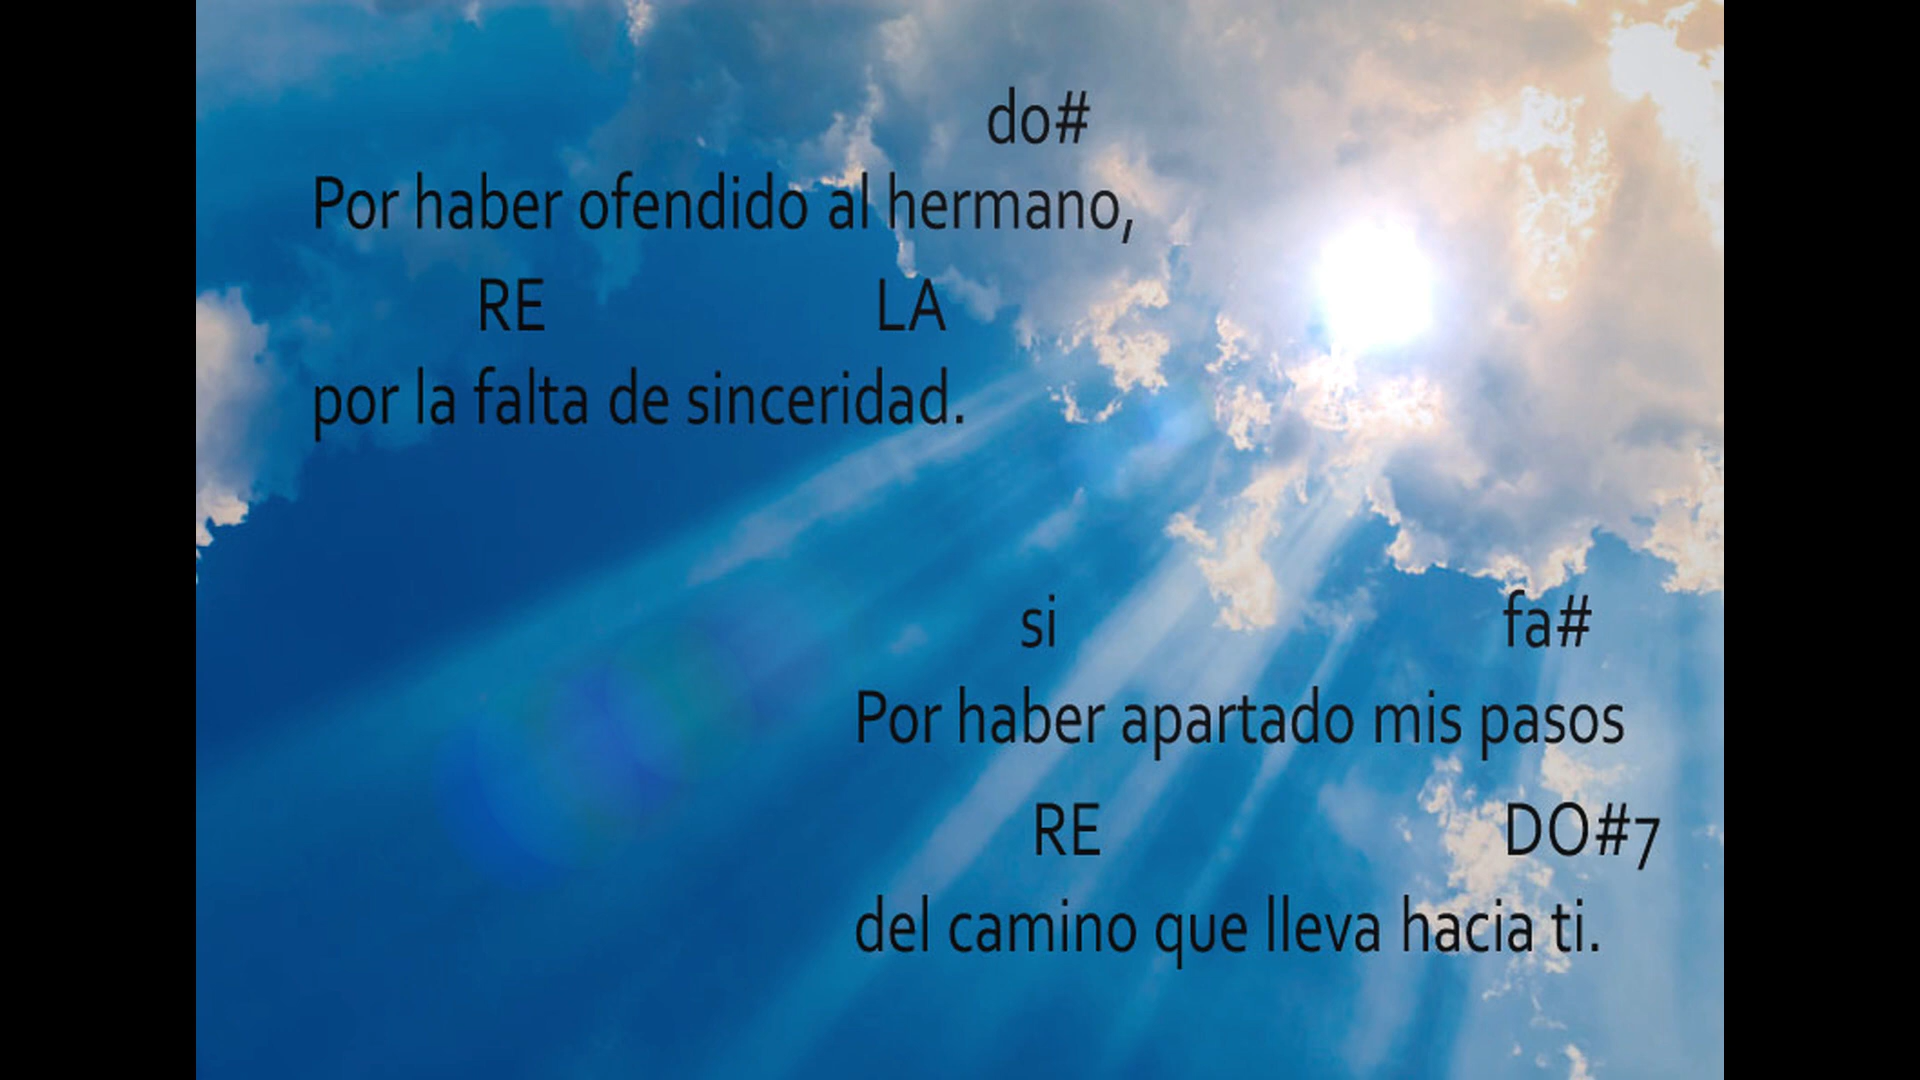 do#
Por haber ofendido al hermano,
RE LA
por la falta de sinceridad.
si fa#
Por haber apartado mis pasos
RE DO#7
del camino que lleva hacia ti.